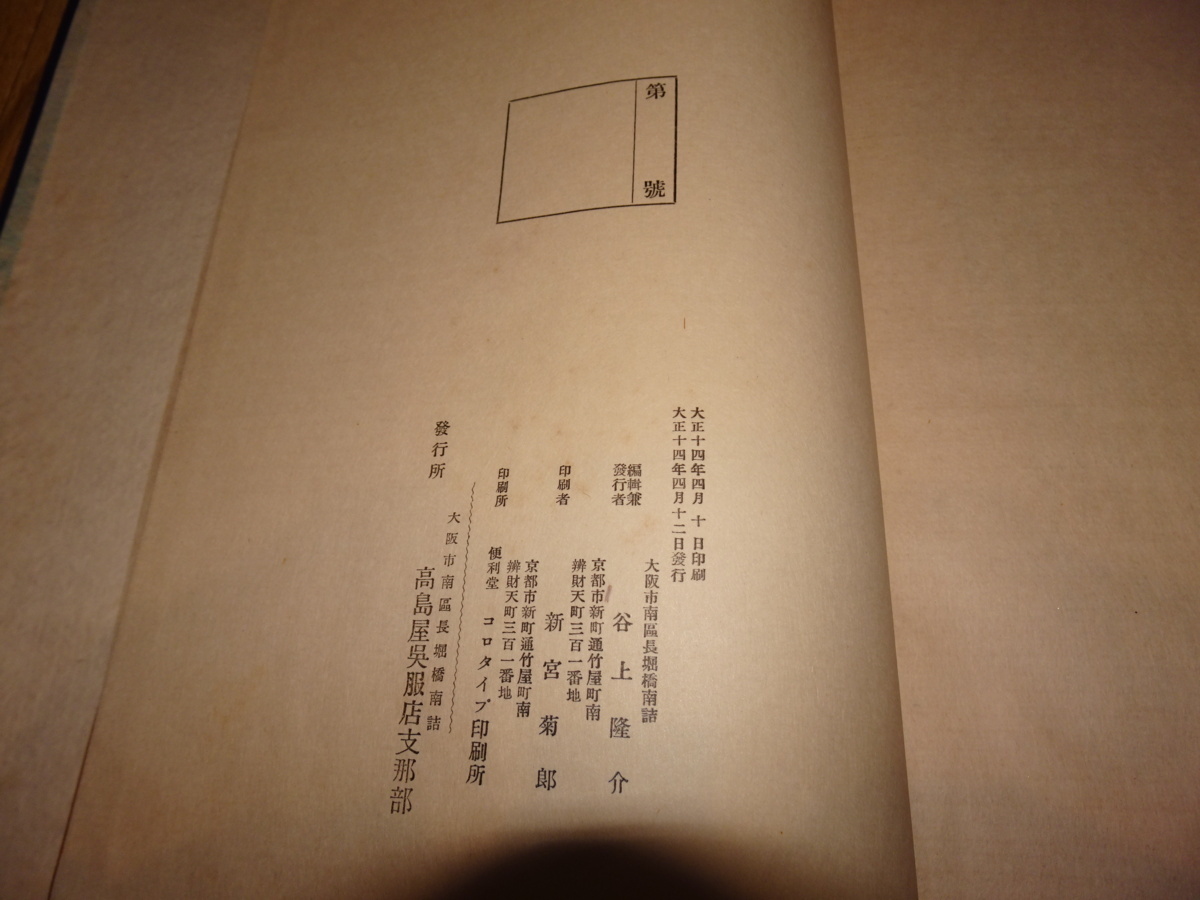 第　號
大正十四年四月　十　日印刷
大正十四年四月十二日發行
大阪市南區長堀橋南詰
編輯兼
發行者
谷上隆介
京都市新町通竹屋町南
辨財天町三百一番地
印刷者
新宮菊郎
京都市新町通竹屋町南
辨財天町三百一番地
印刷所
便利堂　コロタイプ印刷所
大阪市南區長堀橋南詰
發行所
高島屋吳服店支那部